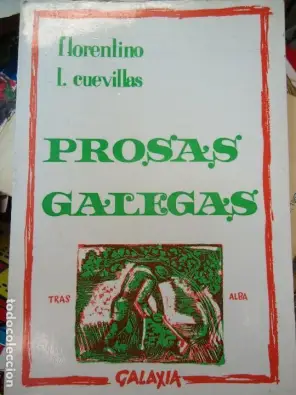 florentino
l. cuevillas
PROSAS
GALEGAS
TRAS
ALBA
GALAXIA
todocoleccion